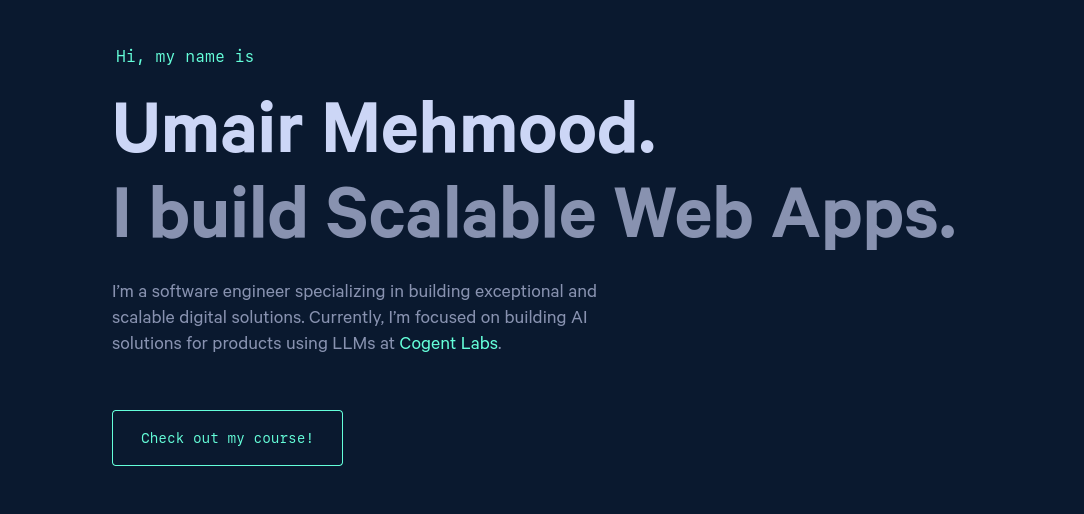 Hi, my name is
Umair Mehmood.
I build Scalable Web Apps.
I’m a software engineer specializing in building exceptional and
scalable digital solutions. Currently, I’m focused on building AI
solutions for products using LLMs at Cogent Labs.
Check out my course!